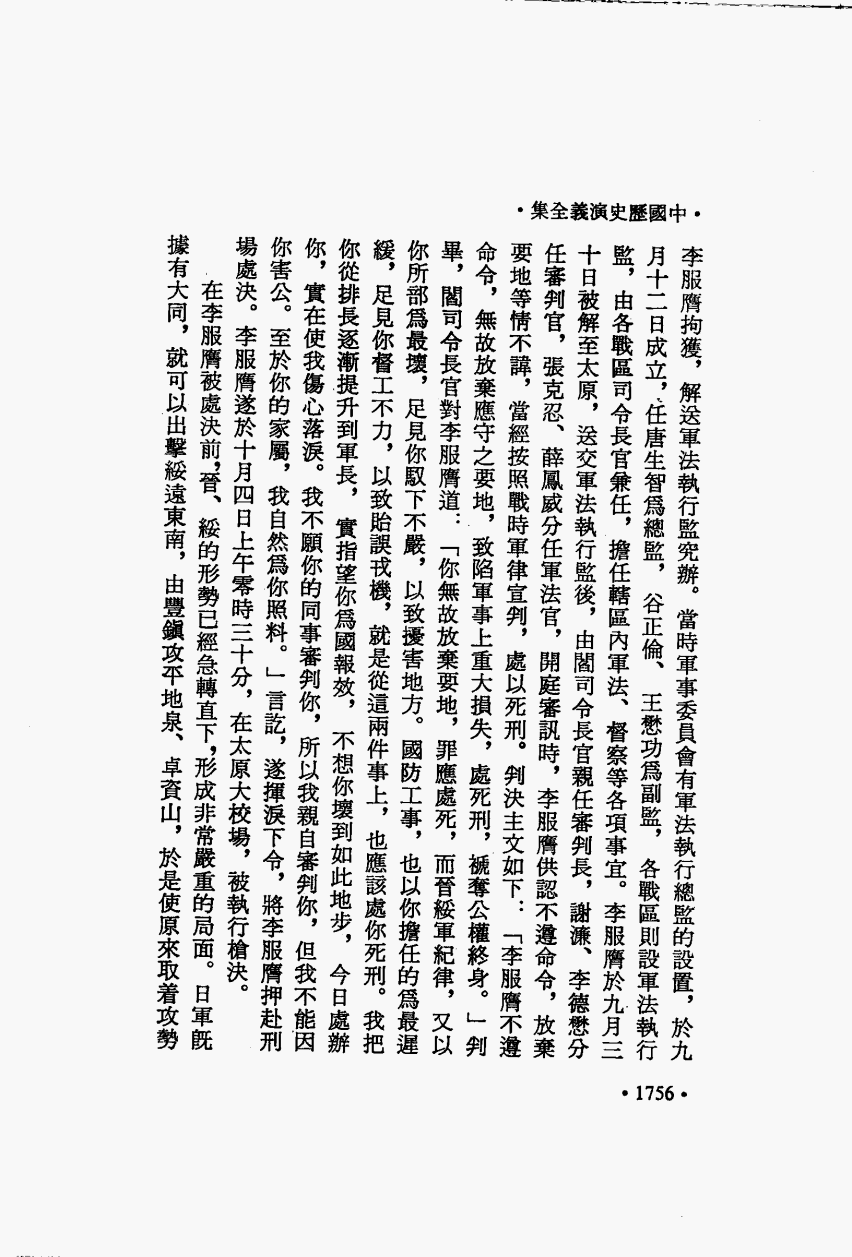 •中國歷史演義全集•
李服膺拘獲，解送軍法執行監究辦。當時軍事委員會有軍法執行總監的設置，於九
月十二日成立，任唐生智爲總監，谷正倫、王懋功爲副監，各戰區則設軍法執行
監，由各戰區司令長官兼任，擔任轄區內軍法、督察等各項事宜。李服膺於九月三
十日被解至太原，送交軍法執行監後，由閻司令長官親任審判長，謝濂、李德懋分
任審判官，張克忍、薛鳳威分任軍法官，開庭審訊時，李服膺供認不遵命令，放棄
要地等情不諱，當經按照戰時軍律宣判，處以死刑。判決主文如下：「李服膺不遵
命令，無故放棄應守之要地，致陷軍事上重大損失，處死刑，褫奪公權終身。」判
畢，閻司令長官對李服膺道：「你無故放棄要地，罪應處死，而晉綏軍紀律，又以
你所部爲最壞，足見你馭下不嚴，以致擾害地方。國防工事，也以你擔任的爲最遲
緩，足見你督工不力，以致貽誤戎機，就是從這兩件事上，也應該處你死刑。我把
你從排長逐漸提升到軍長，實指望你爲國報效，不想你壞到如此地步，今日處辦
你，實在使我傷心落淚。我不願你的同事審判你，所以我親自審判你，但我不能因
你害公。至於你的家屬，我自然爲你照料。」言訖，遂揮淚下令，將李服膺押赴刑
場處決。李服膺遂於十月四日上午零時三十分，在太原大校場，被執行槍決。
在李服膺被處決前，晉、綏的形勢已經急轉直下，形成非常嚴重的局面。日軍既
據有大同，就可以出擊綏遠東南，由豐鎮攻平地泉、卓資山，於是使原來取着攻勢
•1756•